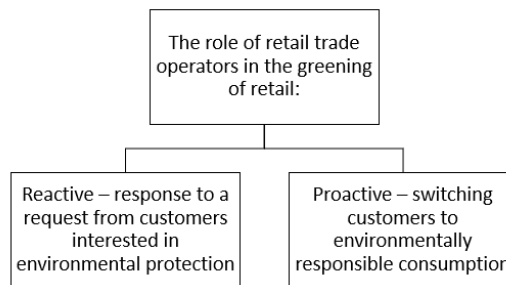 The role of retail trade
operators in the greening
of retail:
Reactive – response to a
request from customers
interested in
environmental protection
Proactive – switching
customers to
environmentally
responsible consumption